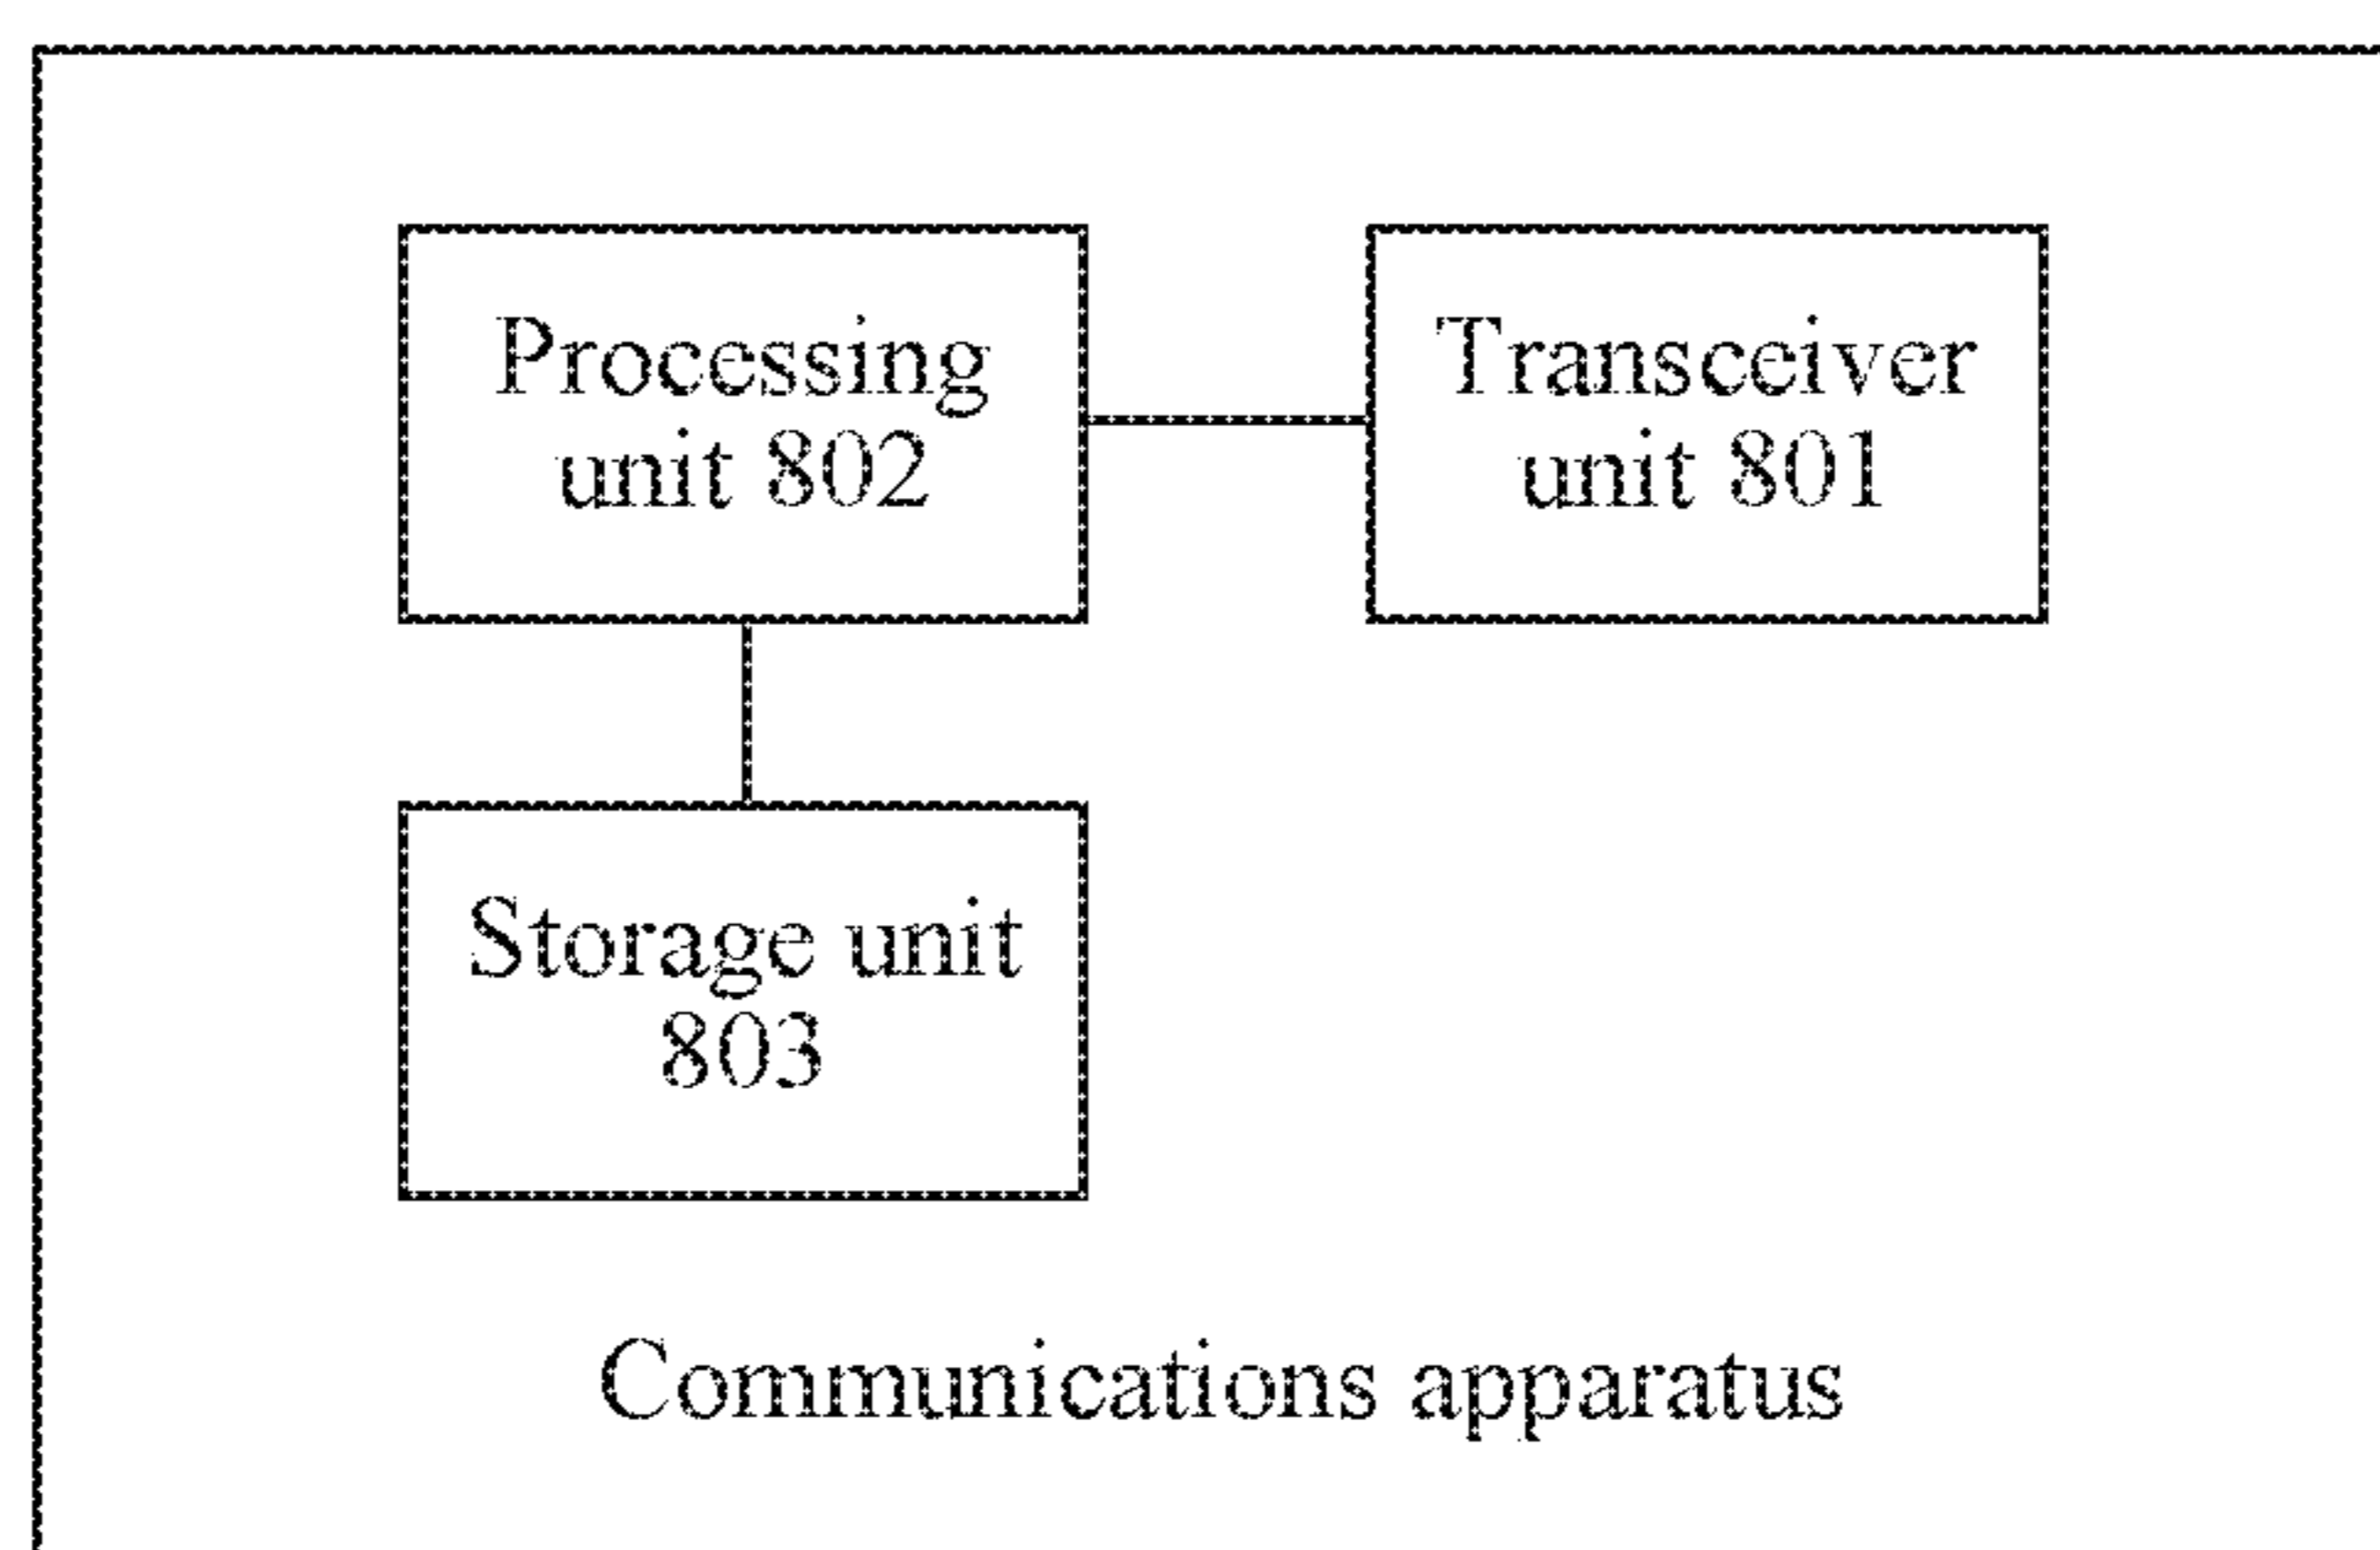 Processing
unit 802
Transceiver
unit 801
Storage unit
803
Communications apparatus